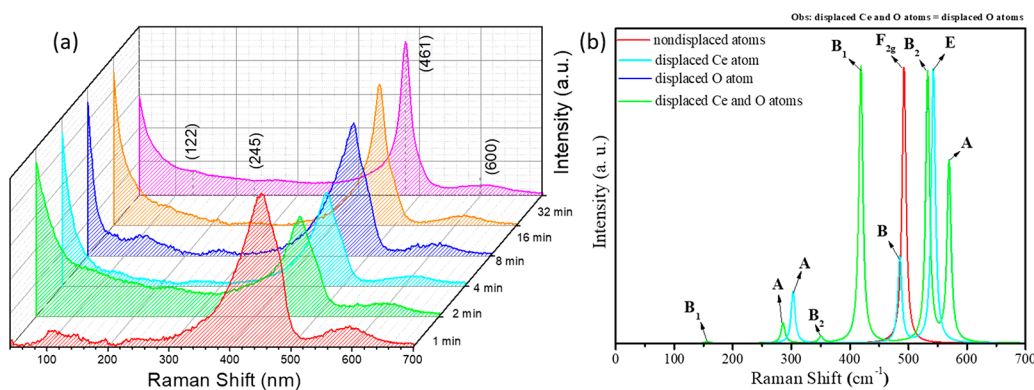 (a)
(122)
(245)
(461)
(600)
Intensity (a.u.)
32 min
16 min
8 min
4 min
2 min
1 min
100 200 300 400 500 600 700
Raman Shift (nm)
Obs: displaced Ce and O atoms = displaced O atoms
(b)
nondisplaced atoms
displaced Ce atom
displaced O atom
displaced Ce and O atoms
B1
F2g
B2
E
A
B
A
A
B2
B1
Intensity (a. u.)
0 100 200 300 400 500 600 700
Raman Shift (cm-1)